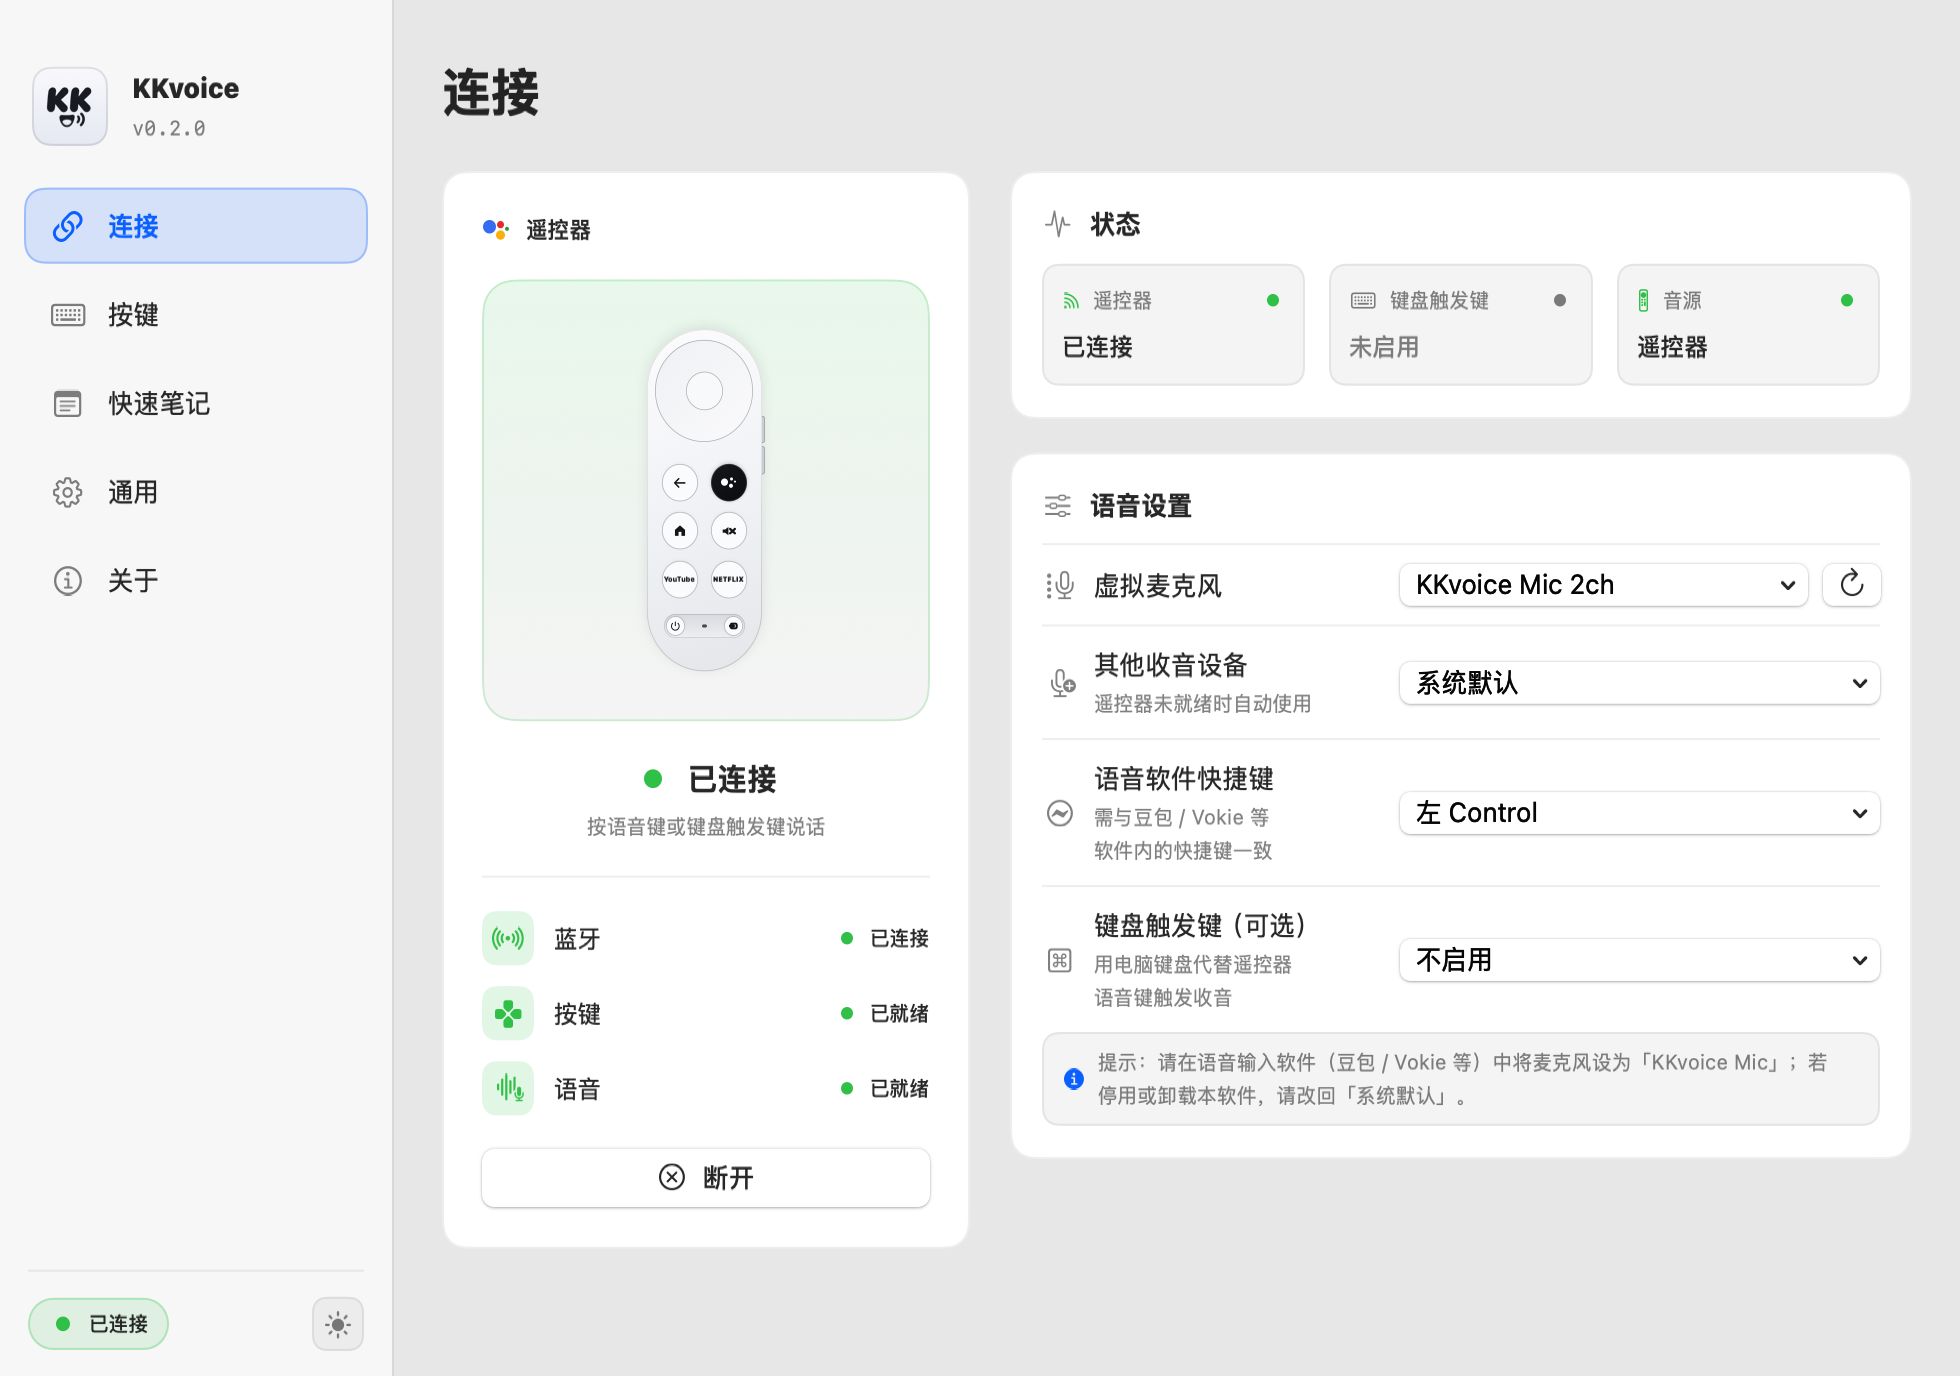 KK
KKvoice
v0.2.0
连接
按键
快速笔记
通用
关于
已连接
连接
遥控器
YouTube
NETFLIX
已连接
按语音键或键盘触发键说话
蓝牙
已连接
按键
已就绪
语音
已就绪
断开
状态
遥控器
已连接
键盘触发键
未启用
音源
遥控器
语音设置
虚拟麦克风
KKvoice Mic 2ch
其他收音设备
遥控器未就绪时自动使用
系统默认
语音软件快捷键
需与豆包 / Vokie 等
软件内的快捷键一致
左 Control
键盘触发键（可选）
用电脑键盘代替遥控器
语音键触发收音
不启用
提示：请在语音输入软件（豆包 / Vokie 等）中将麦克风设为「KKvoice Mic」；若
停用或卸载本软件，请改回「系统默认」。